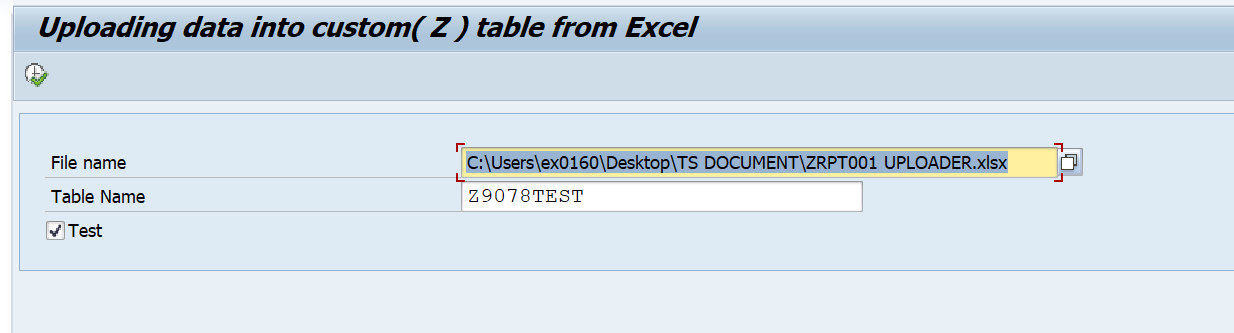 Uploading data into custom( Z ) table from Excel
File name C:\Users\ex0160\Desktop\TS DOCUMENT\ZRPT001 UPLOADER.xlsx
Table Name Z9078TEST
Test